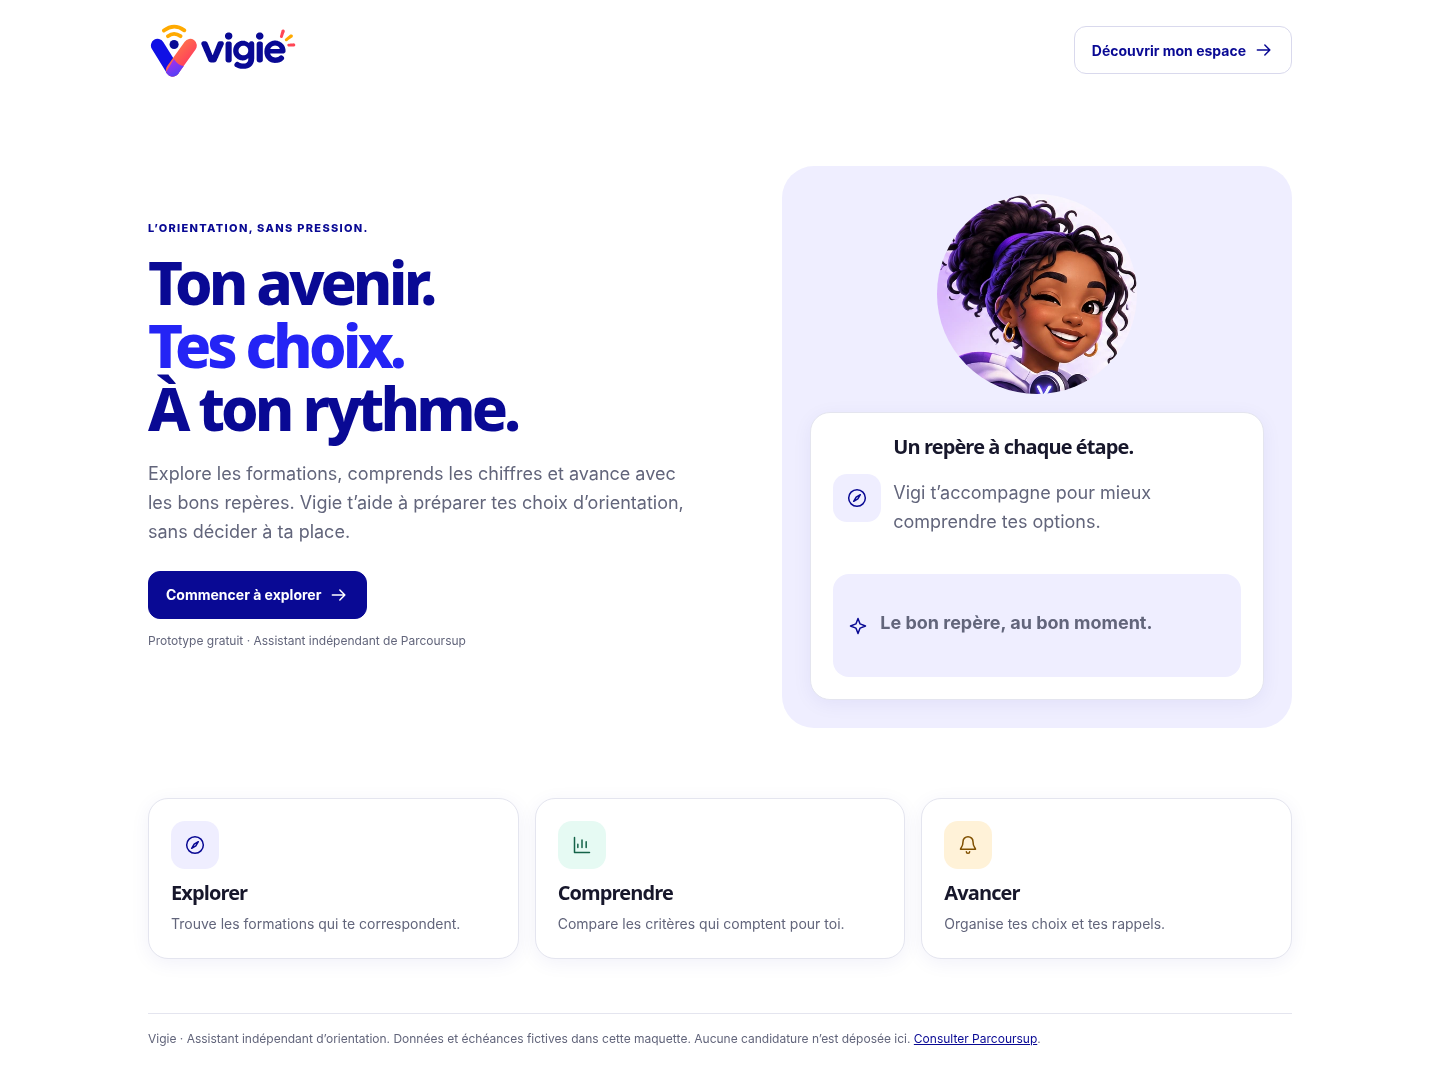 vigie
Découvrir mon espace
L’ORIENTATION, SANS PRESSION.
Ton avenir.
Tes choix.
À ton rythme.
Explore les formations, comprends les chiffres et avance avec
les bons repères. Vigie t’aide à préparer tes choix d’orientation,
sans décider à ta place.
Commencer à explorer
Prototype gratuit · Assistant indépendant de Parcoursup
Un repère à chaque étape.
Vigi t’accompagne pour mieux
comprendre tes options.
Le bon repère, au bon moment.
Explorer
Trouve les formations qui te correspondent.
Comprendre
Compare les critères qui comptent pour toi.
Avancer
Organise tes choix et tes rappels.
Vigie · Assistant indépendant d’orientation. Données et échéances fictives dans cette maquette. Aucune candidature n’est déposée ici. Consulter Parcoursup.